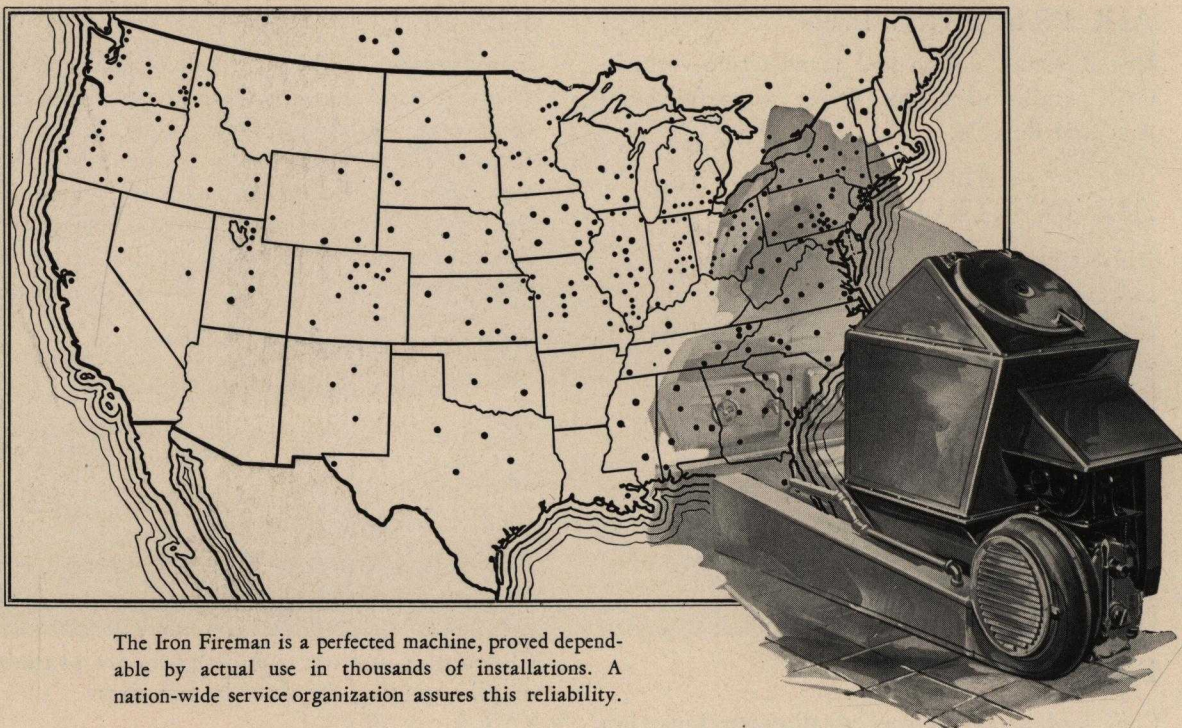 The Iron Fireman is a perfected machine, proved depend-
able by actual use in thousands of installations. A
nation-wide service organization assures this reliability.